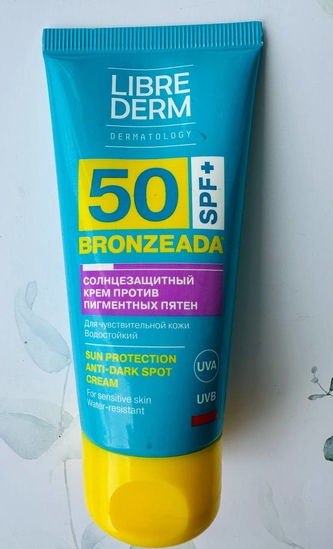 LIBRE
DERM
DERMATOLOGY
50 SPF+
BRONZEADA
СОЛНЦЕЗАЩИТНЫЙ
КРЕМ ПРОТИВ
ПИГМЕНТНЫХ ПЯТЕН
Для чувствительной кожи
Водостойкий
SUN PROTECTION
ANTI-DARK SPOT
CREAM
For sensitive skin
Water-resistant
UVA
UVB